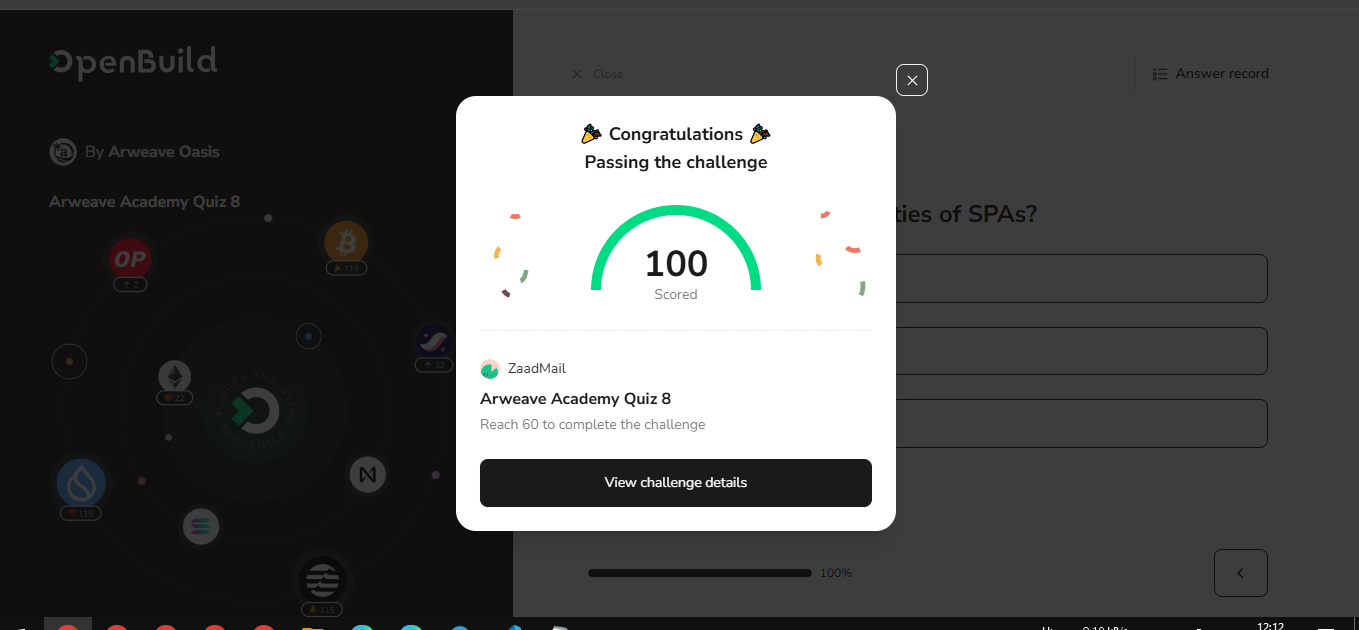 OpenBuild
Close
Answer record
By Arweave Oasis
Arweave Academy Quiz 8
Congratulations
Passing the challenge
ties of SPAs?
100
Scored
OP
2
115
32
22
115
115
ZaadMail
Arweave Academy Quiz 8
Reach 60 to complete the challenge
View challenge details
100%
12:12